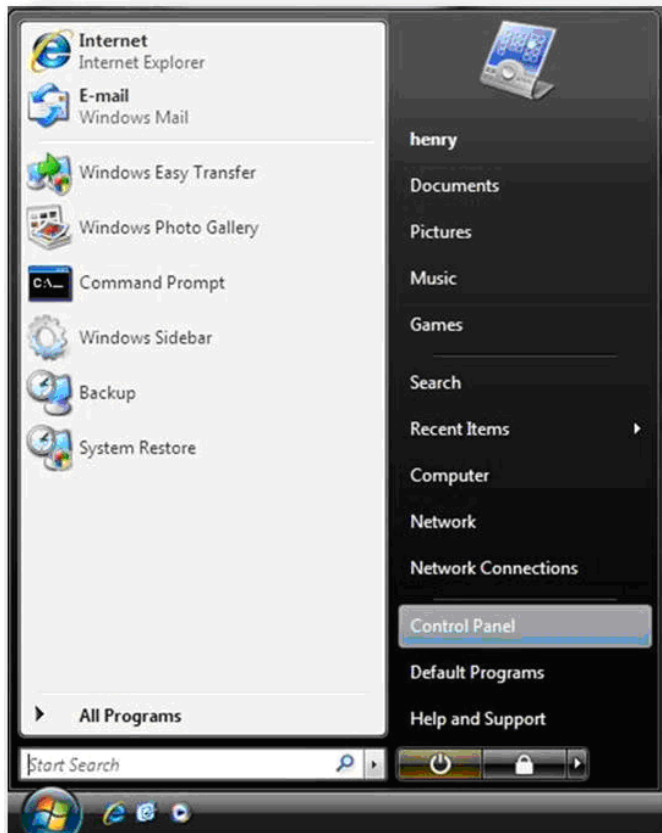 Internet
Internet Explorer
E-mail
Windows Mail
Windows Easy Transfer
Windows Photo Gallery
C:\_
Command Prompt
Windows Sidebar
Backup
System Restore
All Programs
Start Search
henry
Documents
Pictures
Music
Games
Search
Recent Items
Computer
Network
Network Connections
Control Panel
Default Programs
Help and Support